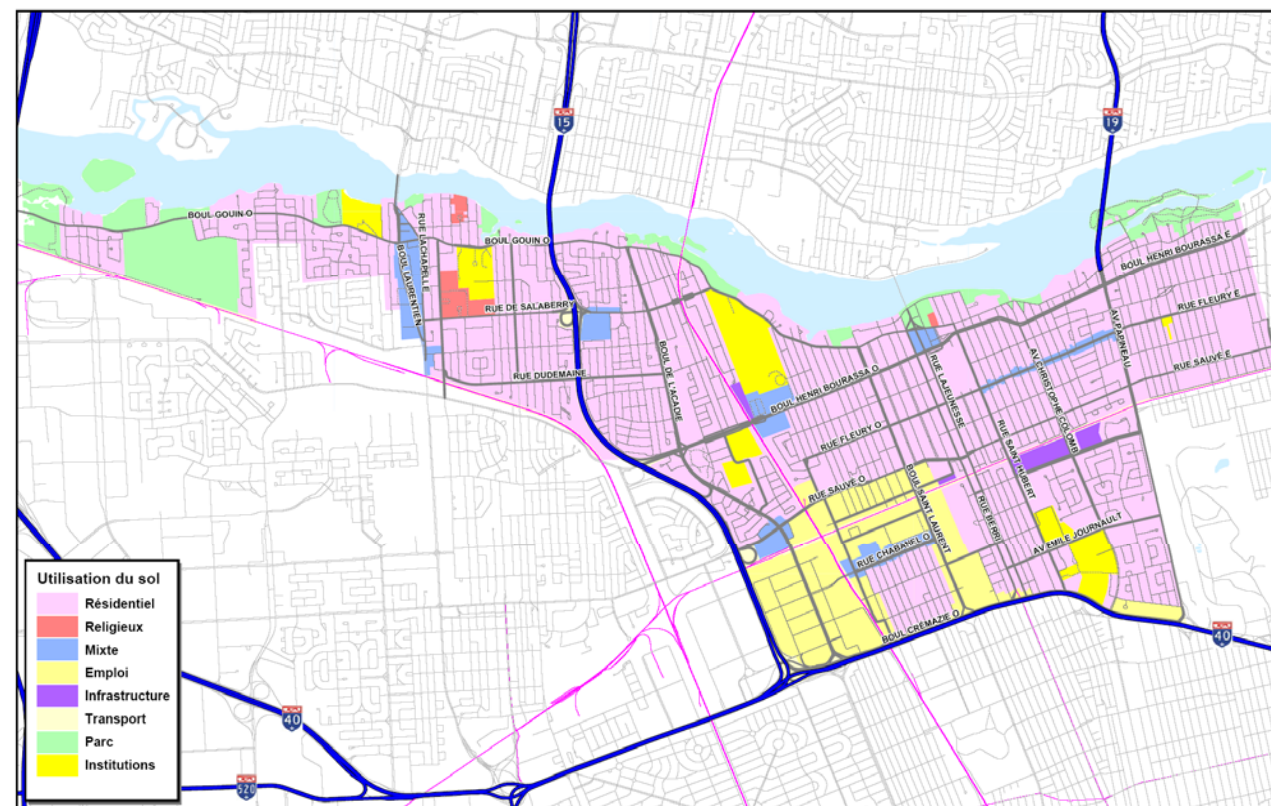 15
19
BOUL GOUIN O
RUE LACHAPELLE
BOUL LAURENTIEN
BOUL GOUIN O
BOUL HENRI BOURASSA E
RUE DE SALABERRY
RUE FLEURY E
BOUL DE L'ACADIE
AV PAPINEAU
RUE SAUVÉ E
RUE DUDEMAINE
BOUL HENRI BOURASSA O
RUE LAJEUNESSE
AV CHRISTOPHE COLOMB
RUE FLEURY O
RUE SAINT HUBERT
RUE SAUVÉ O
BOUL SAINT LAURENT
RUE BERRI
RUE CHABANEL O
AV EMILE JOURNAULT
BOUL CRÉMAZIE O
40
Utilisation du sol
Résidentiel
Religieux
Mixte
Emploi
Infrastructure
Transport
Parc
Institutions
40
520